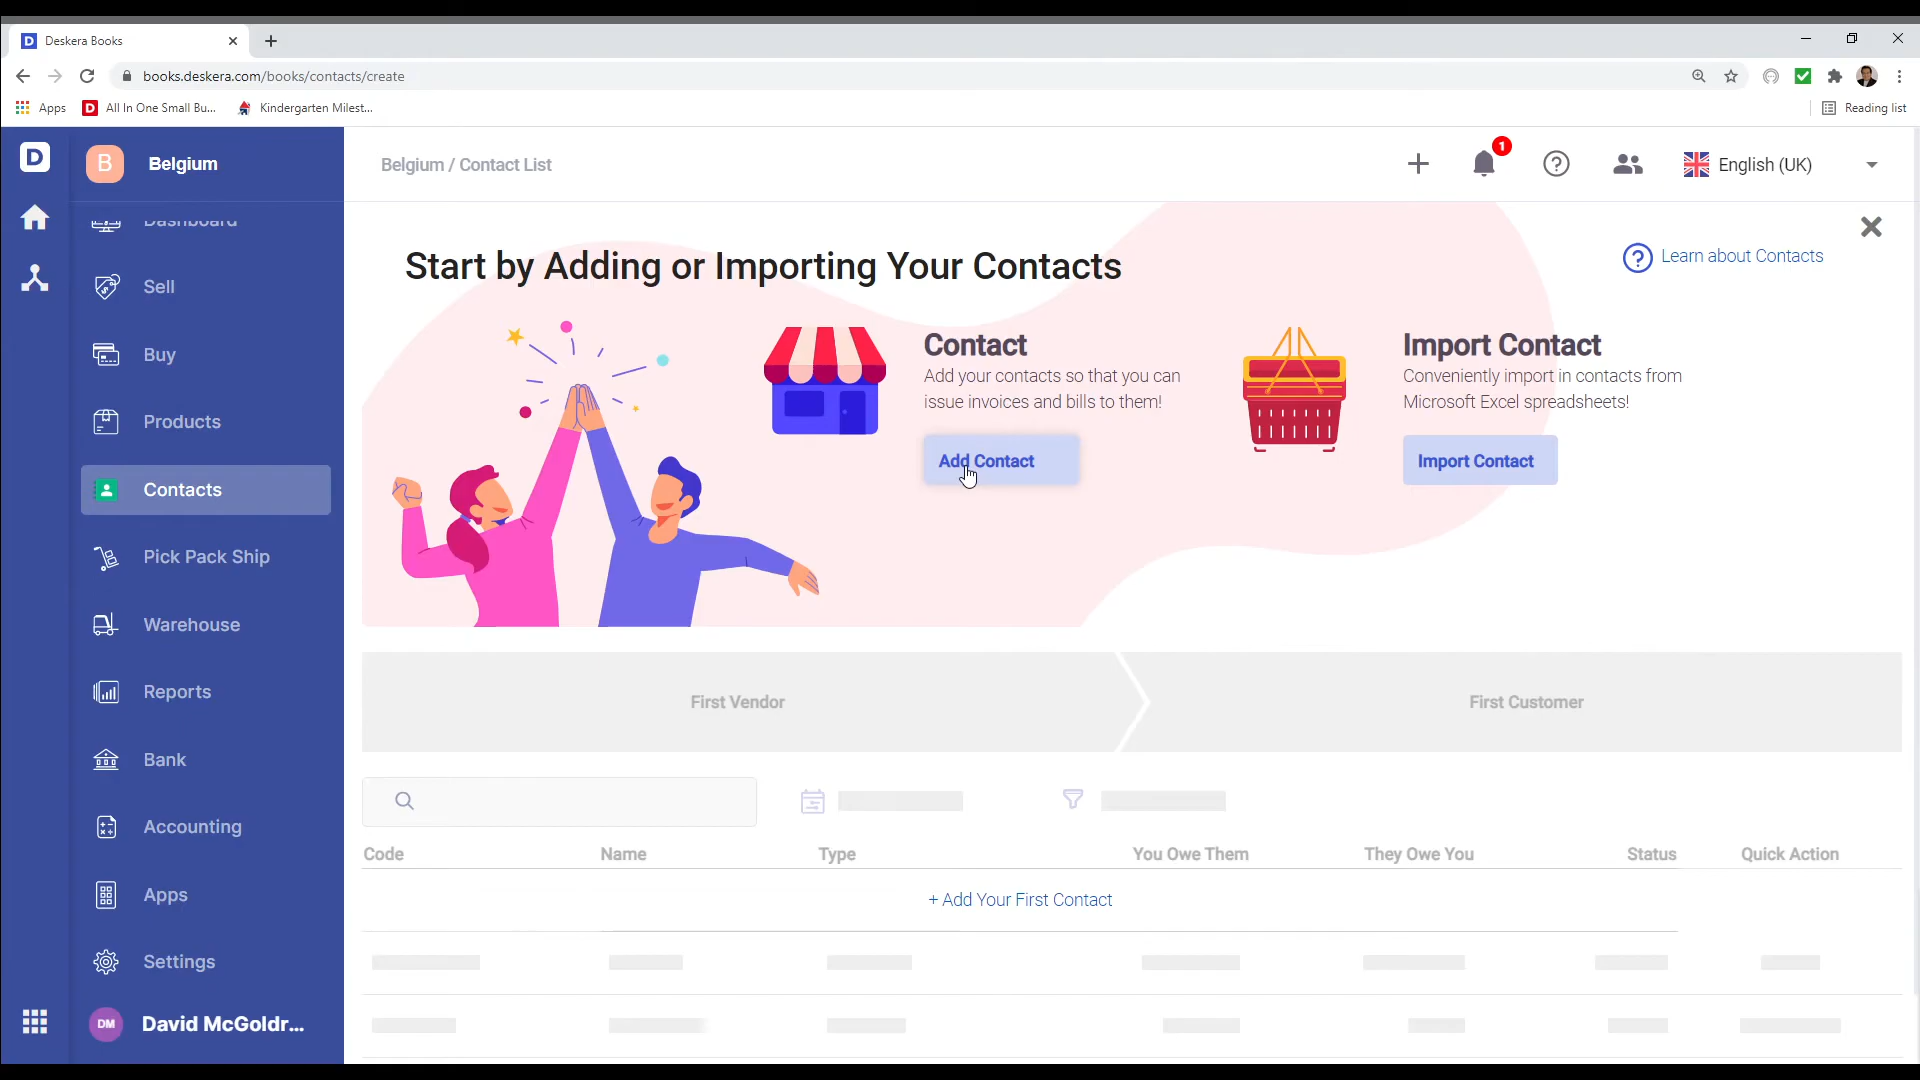 Deskera Books
books.deskera.com/books/contacts/create
Apps
All In One Small Bu...
Kindergarten Milest...
Reading list
D
B
Belgium
Belgium / Contact List
1
English (UK)
Dashboard
Sell
Buy
Products
Contacts
Pick Pack Ship
Warehouse
Reports
Bank
Accounting
Apps
Settings
DM
David McGoldr...
Start by Adding or Importing Your Contacts
Learn about Contacts
Contact
Add your contacts so that you can
issue invoices and bills to them!
Add Contact
Import Contact
Conveniently import in contacts from
Microsoft Excel spreadsheets!
Import Contact
First Vendor
First Customer
Code
Name
Type
You Owe Them
They Owe You
Status
Quick Action
+ Add Your First Contact